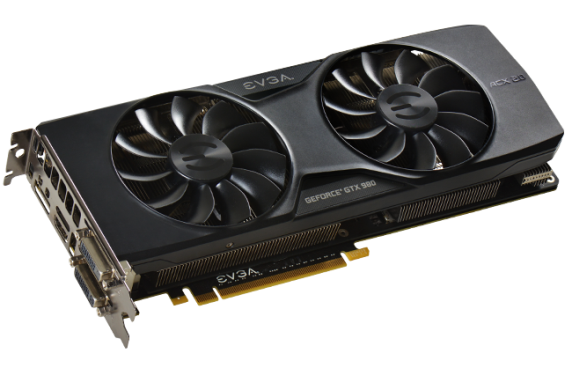 EVGA
ACX 2.0
GEFORCE® GTX 980
EVGA